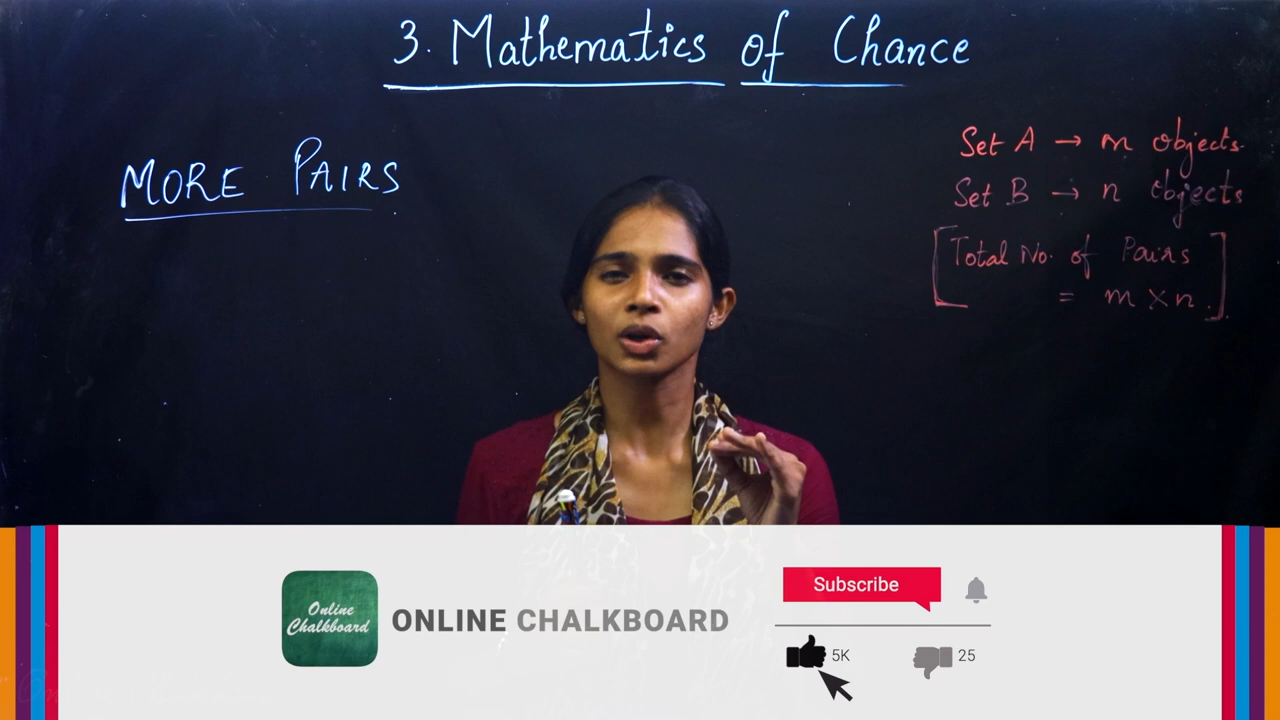 3. Mathematics of Chance
MORE PAIRS
Set A → m objects.
Set B → n objects
[Total No. of Pairs
= m × n.]
Online
Chalkboard
ONLINE CHALKBOARD
Subscribe
5K
25